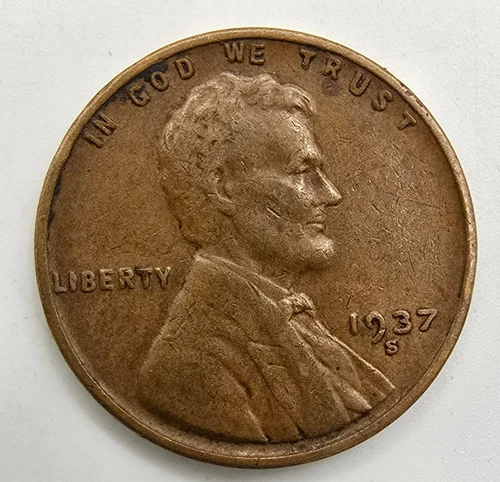 IN GOD WE TRUST
LIBERTY
1937
S